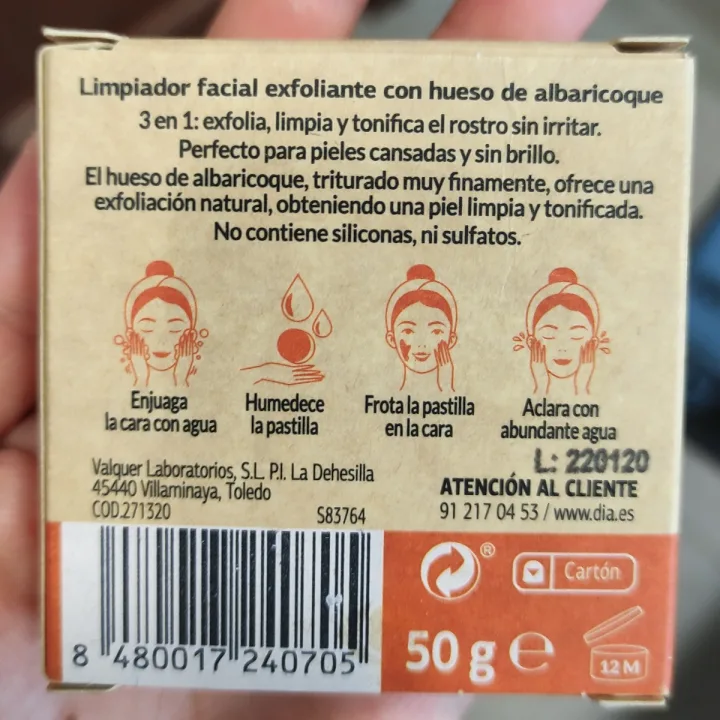 Limpiador facial exfoliante con hueso de albaricoque
3 en 1: exfolia, limpia y tonifica el rostro sin irritar.
Perfecto para pieles cansadas y sin brillo.
El hueso de albaricoque, triturado muy finamente, ofrece una
exfoliación natural, obteniendo una piel limpia y tonificada.
No contiene siliconas, ni sulfatos.
Enjuaga
la cara con agua
Humedece
la pastilla
Frota la pastilla
en la cara
Aclara con
abundante agua
L: 220120
Valquer Laboratorios, S.L. P.I. La Dehesilla
45440 Villaminaya, Toledo
COD.271320
S83764
ATENCIÓN AL CLIENTE
91 217 04 53 / www.dia.es
®
Cartón
8 480017 240705
50 g e
12 M